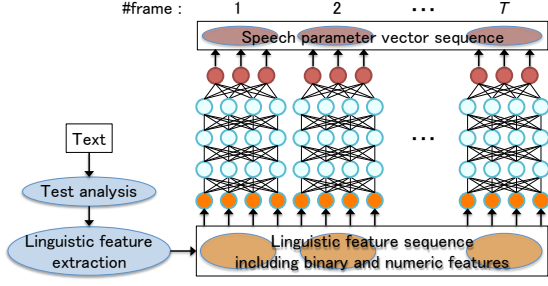 #frame : 1 2 ... T
Speech parameter vector sequence
Text
...
Test analysis
Linguistic feature
extraction
Linguistic feature sequence
including binary and numeric features